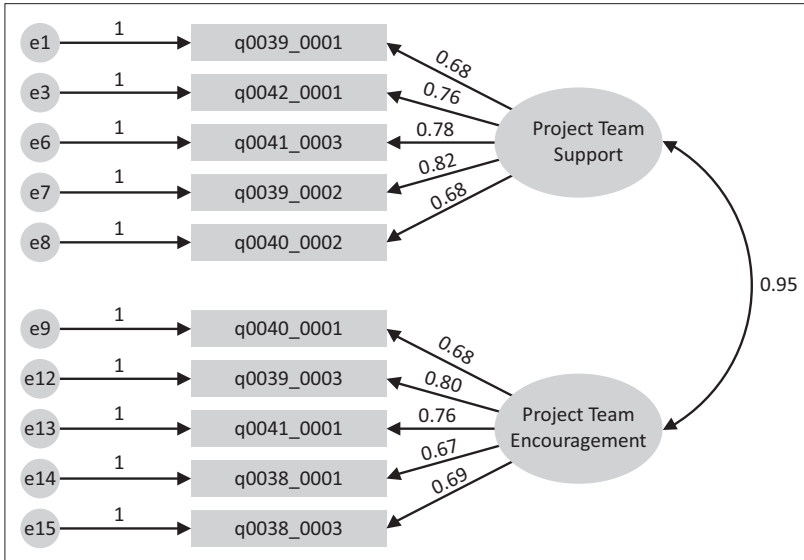 e1 1 q0039_0001 0.68
e3 1 q0042_0001 0.76
e6 1 q0041_0003 0.78
e7 1 q0039_0002 0.82
e8 1 q0040_0002 0.68
Project Team
Support
0.95
e9 1 q0040_0001 0.68
e12 1 q0039_0003 0.80
e13 1 q0041_0001 0.76
e14 1 q0038_0001 0.67
e15 1 q0038_0003 0.69
Project Team
Encouragement